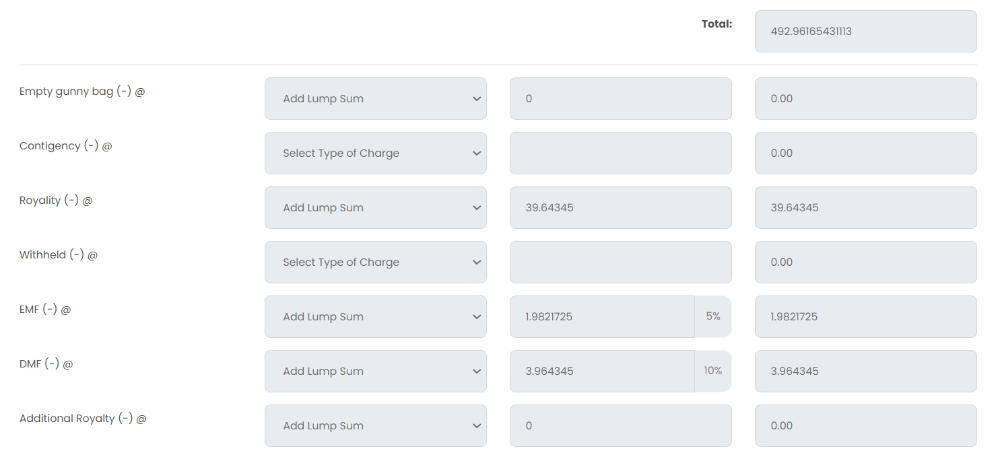 Total: 492.96165431113
Empty gunny bag (-) @ Add Lump Sum 0 0.00
Contigency (-) @ Select Type of Charge 0.00
Royality (-) @ Add Lump Sum 39.64345 39.64345
Withheld (-) @ Select Type of Charge 0.00
EMF (-) @ Add Lump Sum 1.9821725 5% 1.9821725
DMF (-) @ Add Lump Sum 3.964345 10% 3.964345
Additional Royalty (-) @ Add Lump Sum 0 0.00